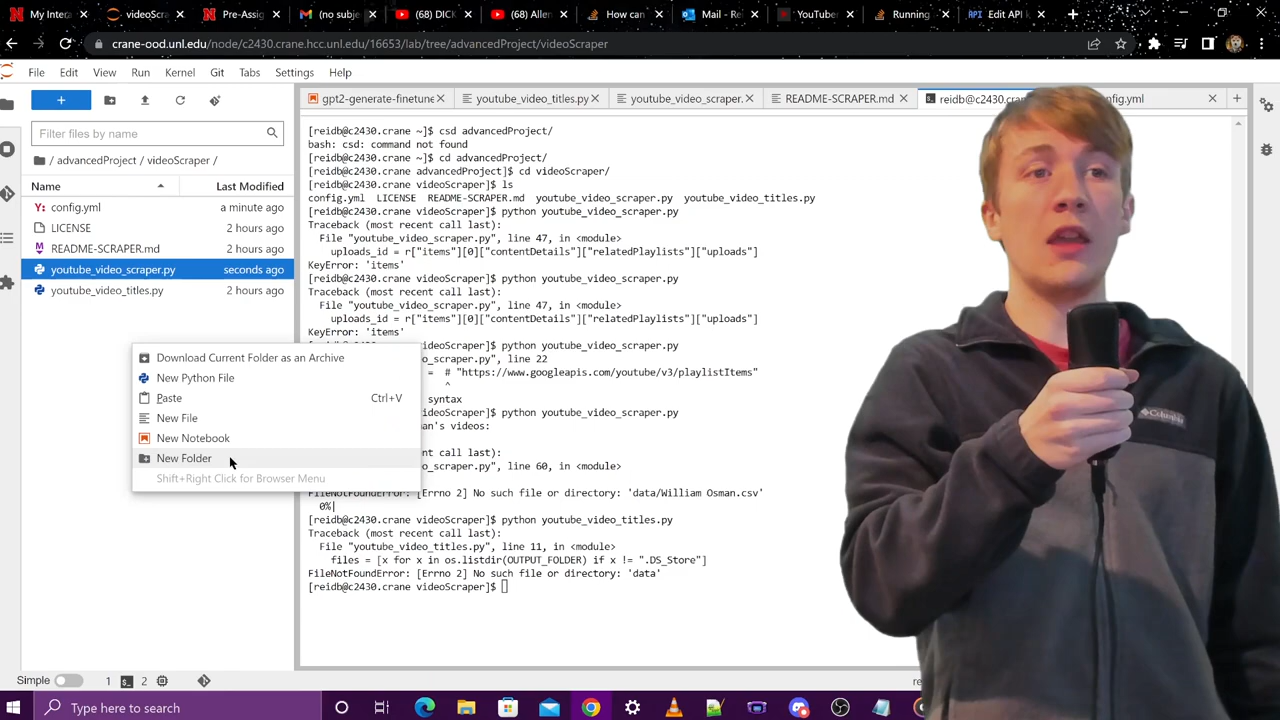 My Intera
videoScra
Pre-Assig
(no subje
(68) DICK
(68) Allen
How can
Mail - Re
YouTuber
Running
Edit API k
crane-ood.unl.edu/node/c2430.crane.hcc.unl.edu/16653/lab/tree/advancedProject/videoScraper
File Edit View Run Kernel Git Tabs Settings Help
gpt2-generate-finetune
youtube_video_titles.py
youtube_video_scraper.
README-SCRAPER.md
reidb@c2430.cran
nfig.yml
Filter files by name
/ advancedProject / videoScraper /
Name Last Modified
Y: config.yml a minute ago
LICENSE 2 hours ago
README-SCRAPER.md 2 hours ago
youtube_video_scraper.py seconds ago
youtube_video_titles.py 2 hours ago
Download Current Folder as an Archive
New Python File
Paste Ctrl+V
New File
New Notebook
New Folder
Shift+Right Click for Browser Menu
[reidb@c2430.crane ~]$ csd advancedProject/
bash: csd: command not found
[reidb@c2430.crane ~]$ cd advancedProject/
[reidb@c2430.crane advancedProject]$ cd videoScraper/
[reidb@c2430.crane videoScraper]$ ls
config.yml LICENSE README-SCRAPER.md youtube_video_scraper.py youtube_video_titles.py
[reidb@c2430.crane videoScraper]$ python youtube_video_scraper.py
Traceback (most recent call last):
File "youtube_video_scraper.py", line 47, in <module>
uploads_id = r["items"][0]["contentDetails"]["relatedPlaylists"]["uploads"]
KeyError: 'items'
[reidb@c2430.crane videoScraper]$ python youtube_video_scraper.py
Traceback (most recent call last):
File "youtube_video_scraper.py", line 47, in <module>
uploads_id = r["items"][0]["contentDetails"]["relatedPlaylists"]["uploads"]
KeyError: 'items'
[reidb@c2430.crane videoScraper]$ python youtube_video_scraper.py
e_video_scraper.py", line 22
= # "https://www.googleapis.com/youtube/v3/playlistItems"
^
syntax
crane videoScraper]$ python youtube_video_scraper.py
an's videos:
nt call last):
e_video_scraper.py", line 60, in <module>
FileNotFoundError: [Errno 2] No such file or directory: 'data/William Osman.csv'
0%|
[reidb@c2430.crane videoScraper]$ python youtube_video_titles.py
Traceback (most recent call last):
File "youtube_video_titles.py", line 11, in <module>
files = [x for x in os.listdir(OUTPUT_FOLDER) if x != ".DS_Store"]
FileNotFoundError: [Errno 2] No such file or directory: 'data'
[reidb@c2430.crane videoScraper]$
Columbia
Simple 1 2
Type here to search